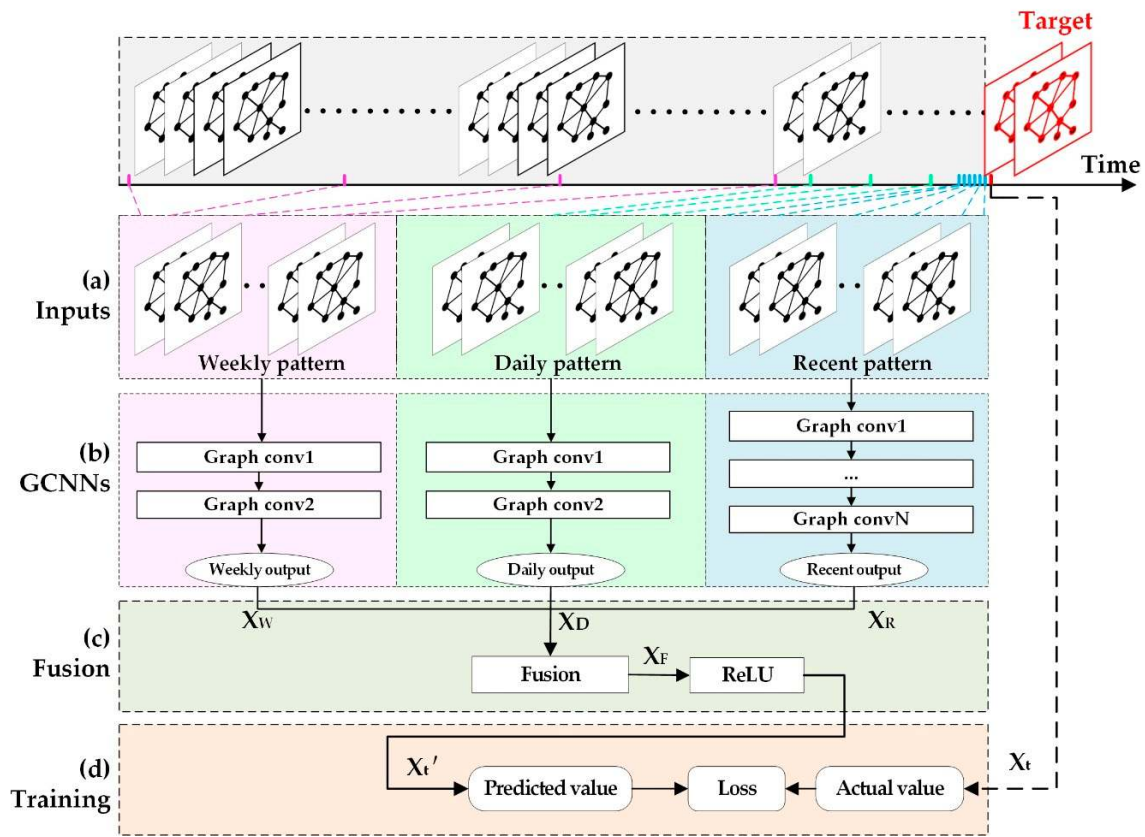 Target
Time
(a)
Inputs
Weekly pattern
Daily pattern
Recent pattern
(b)
GCNNs
Graph conv1
Graph conv1
Graph conv1
...
Graph conv2
Graph conv2
Graph convN
Weekly output
Daily output
Recent output
XW
XD
XR
(c)
Fusion
Fusion
XF
ReLU
(d)
Training
Xt'
Predicted value
Loss
Actual value
Xt